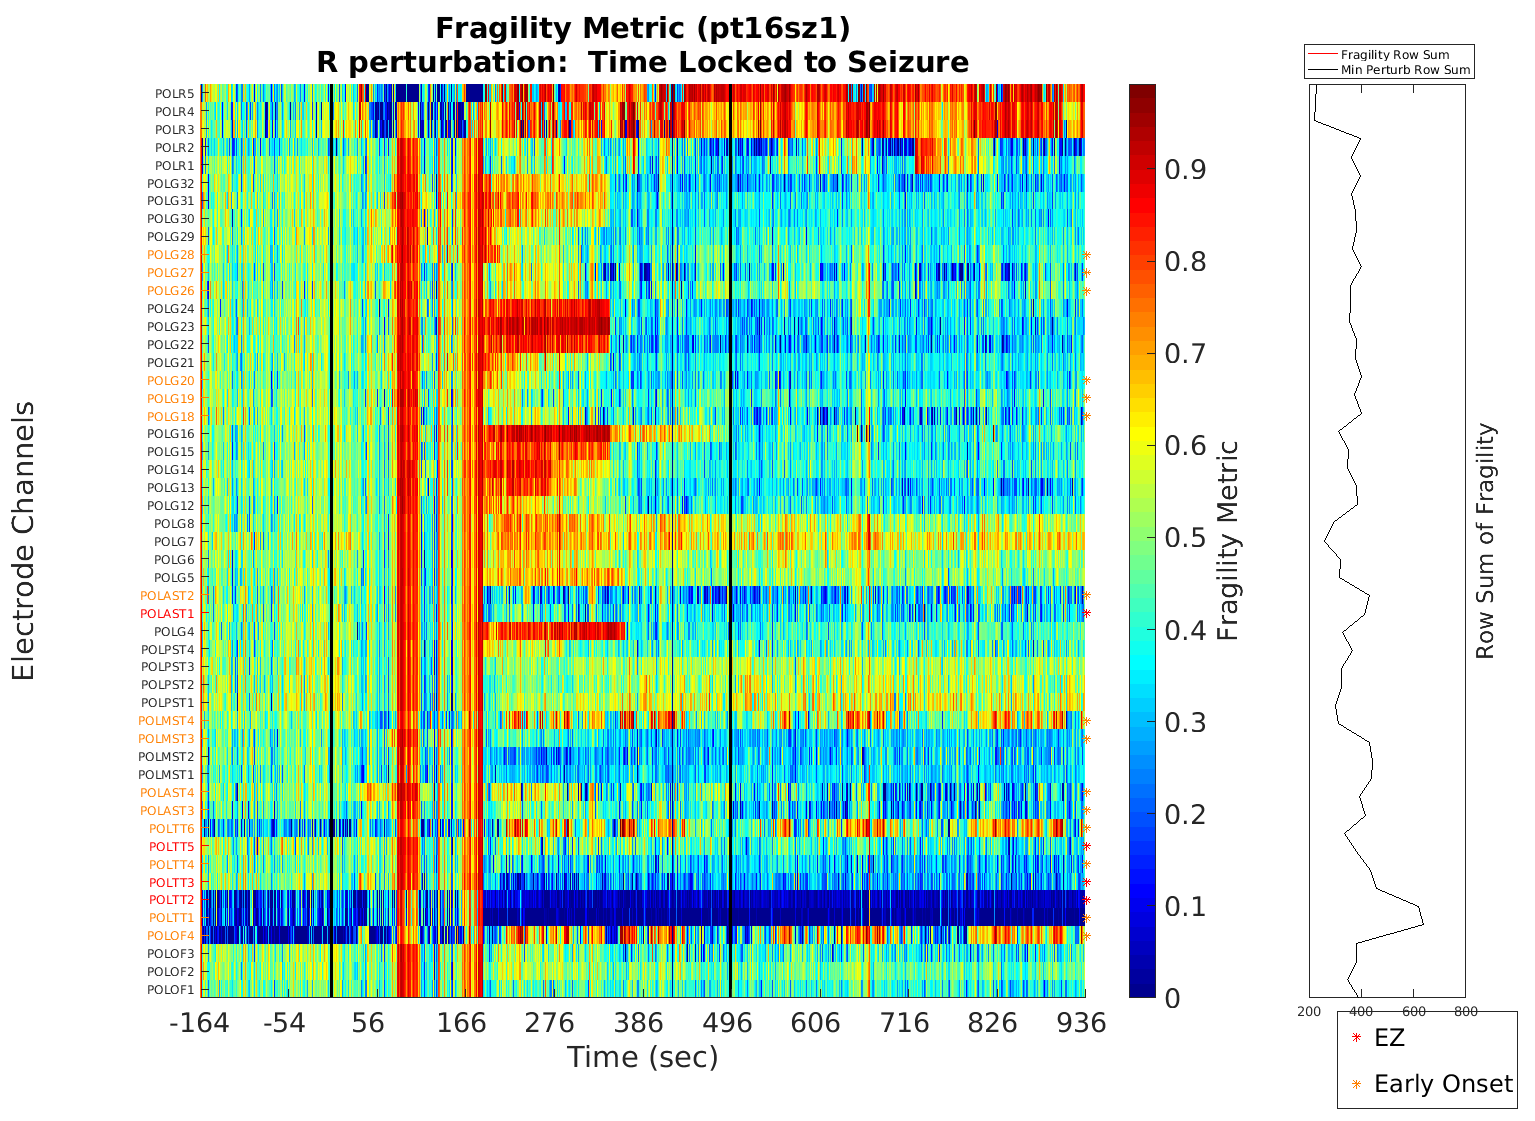 Fragility Metric (pt16sz1)
R perturbation:  Time Locked to Seizure
Fragility Row Sum
Min Perturb Row Sum
Electrode Channels
POLR5
POLR4
POLR3
POLR2
POLR1
POLG32
POLG31
POLG30
POLG29
POLG28
POLG27
POLG26
POLG24
POLG23
POLG22
POLG21
POLG20
POLG19
POLG18
POLG16
POLG15
POLG14
POLG13
POLG12
POLG8
POLG7
POLG6
POLG5
POLAST2
POLAST1
POLG4
POLPST4
POLPST3
POLPST2
POLPST1
POLMST4
POLMST3
POLMST2
POLMST1
POLAST4
POLAST3
POLTT6
POLTT5
POLTT4
POLTT3
POLTT2
POLTT1
POLOF4
POLOF3
POLOF2
POLOF1
-164 -54 56 166 276 386 496 606 716 826 936
Time (sec)
0.9
0.8
0.7
0.6
0.5
0.4
0.3
0.2
0.1
0
Fragility Metric
200 400 600 800
Row Sum of Fragility
EZ
Early Onset